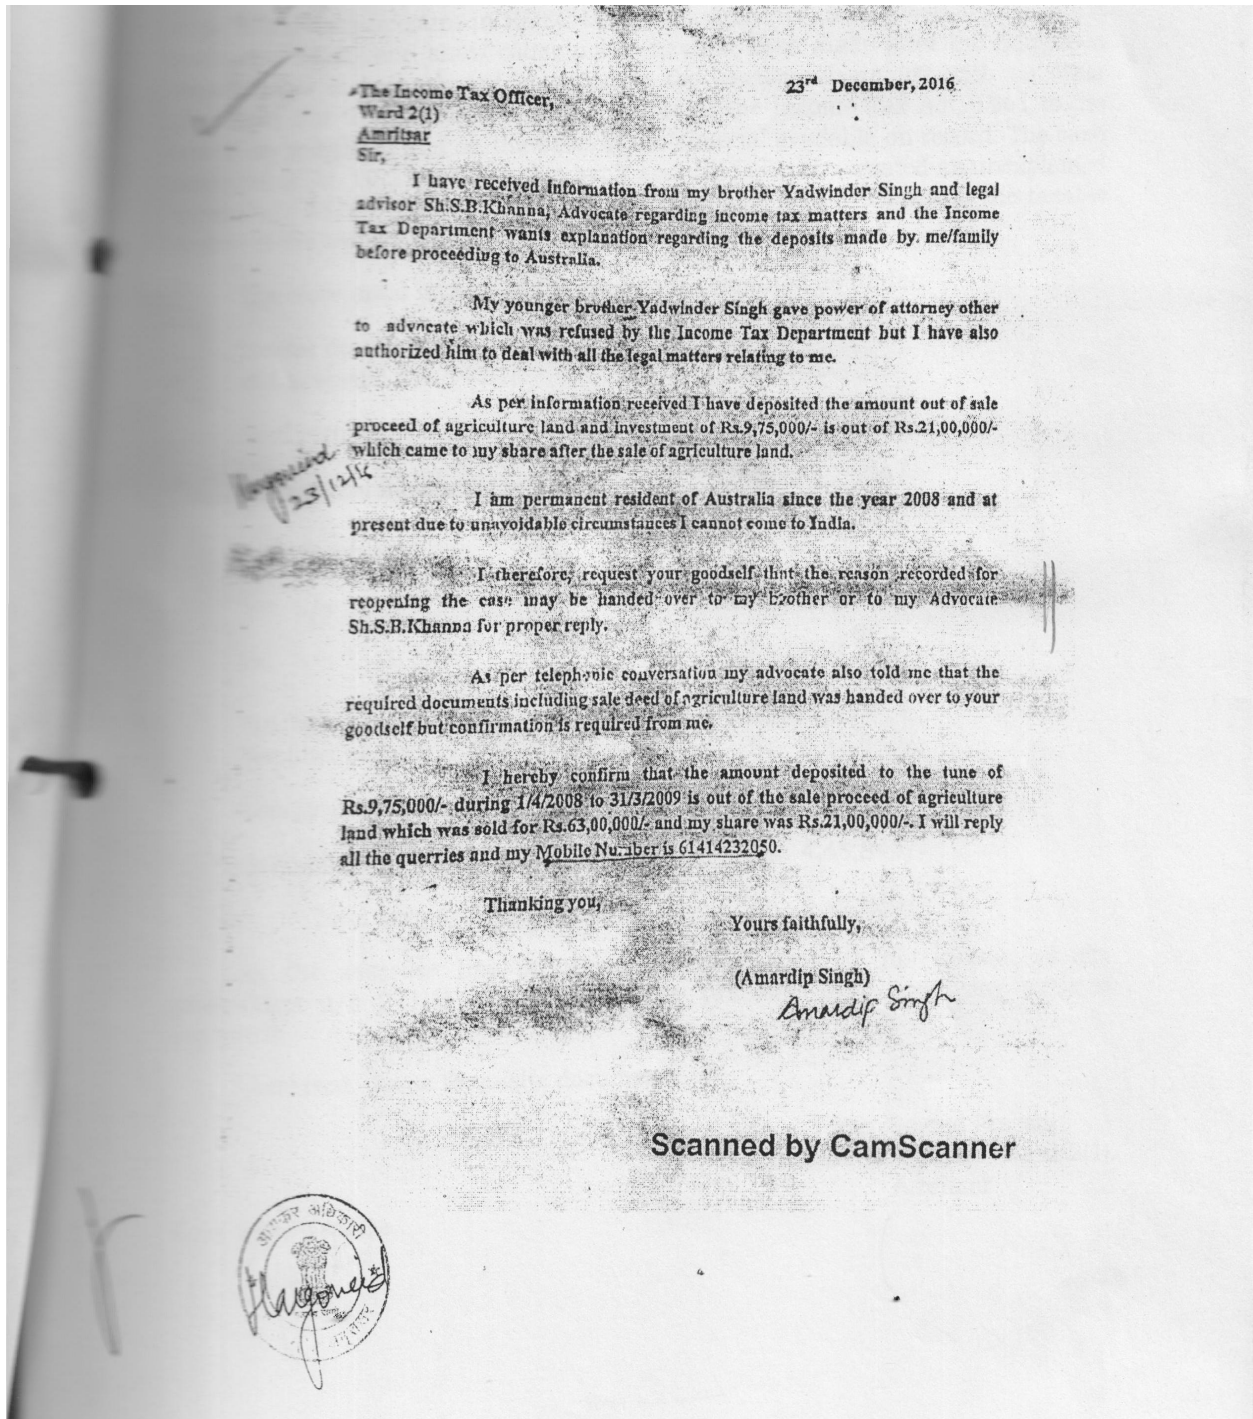 23rd December, 2016
The Income Tax Officer,
Ward 2(1)
Amritsar
Sir,
I have received information from my brother Yadwinder Singh and legal
advisor Sh.S.B.Khanna, Advocate regarding income tax matters and the Income
Tax Department wants explanation regarding the deposits made by. me/family
before proceeding to Australia.
My younger brother Yadwinder Singh gave power of attorney other
to advocate which was refused by the Income Tax Department but I have also
authorized him to deal with all the legal matters relating to me.
As per information received I have deposited the amount out of sale
proceed of agriculture land and investment of Rs.9,75,000/- is out of Rs.21,00,000/-
which came to my share after the sale of agriculture land.
23/12/16
I am permanent resident of Australia since the year 2008 and at
present due to unavoidable circumstances I cannot come to India.
I therefore, request your goodself that the reason recorded for
reopening the case may be handed over to my brother or to my Advocate
Sh.S.B.Khanna for proper reply.
As per telephonic conversation my advocate also told me that the
required documents including sale deed of agriculture land was handed over to your
goodself but confirmation is required from me.
I hereby confirm that the amount deposited to the tune of
Rs.9,75,000/- during 1/4/2008 to 31/3/2009 is out of the sale proceed of agriculture
land which was sold for Rs.63,00,000/- and my share was Rs.21,00,000/-. I will reply
all the querries and my Mobile Number is 61414232050.
Thanking you,
Yours faithfully,
(Amardip Singh)
Amardip Singh
Scanned by CamScanner
आयकर अधिकारी